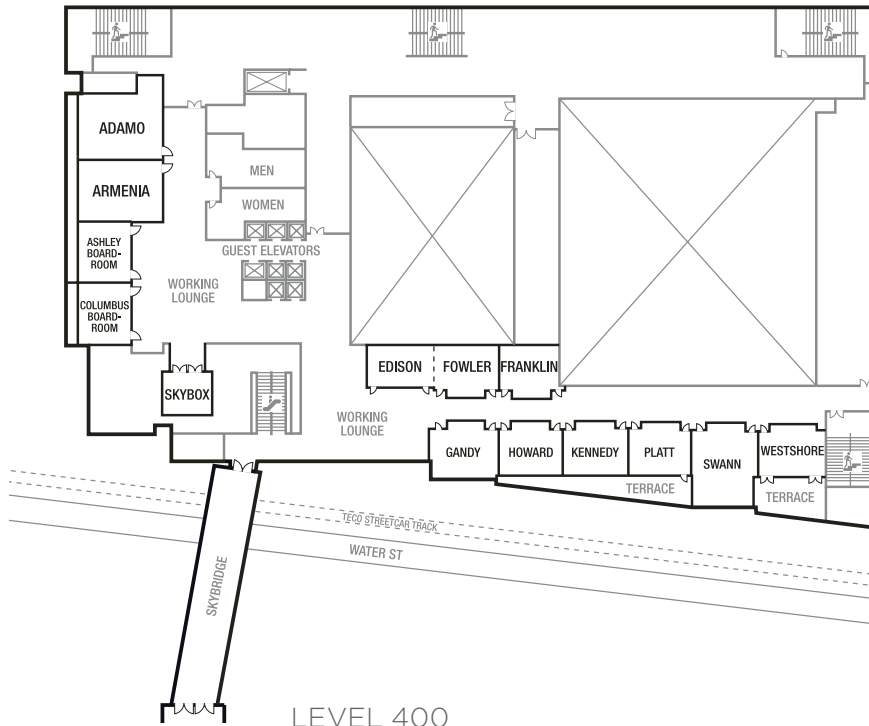 ADAMO
MEN
ARMENIA
WOMEN
ASHLEY
BOARD-
ROOM
GUEST ELEVATORS
WORKING
LOUNGE
COLUMBUS
BOARD-
ROOM
SKYBOX
EDISON
FOWLER
FRANKLIN
WORKING
LOUNGE
GANDY
HOWARD
KENNEDY
PLATT
SWANN
WESTSHORE
TERRACE
TERRACE
TECO STREETCAR TRACK
WATER ST
SKYBRIDGE
LEVEL 400